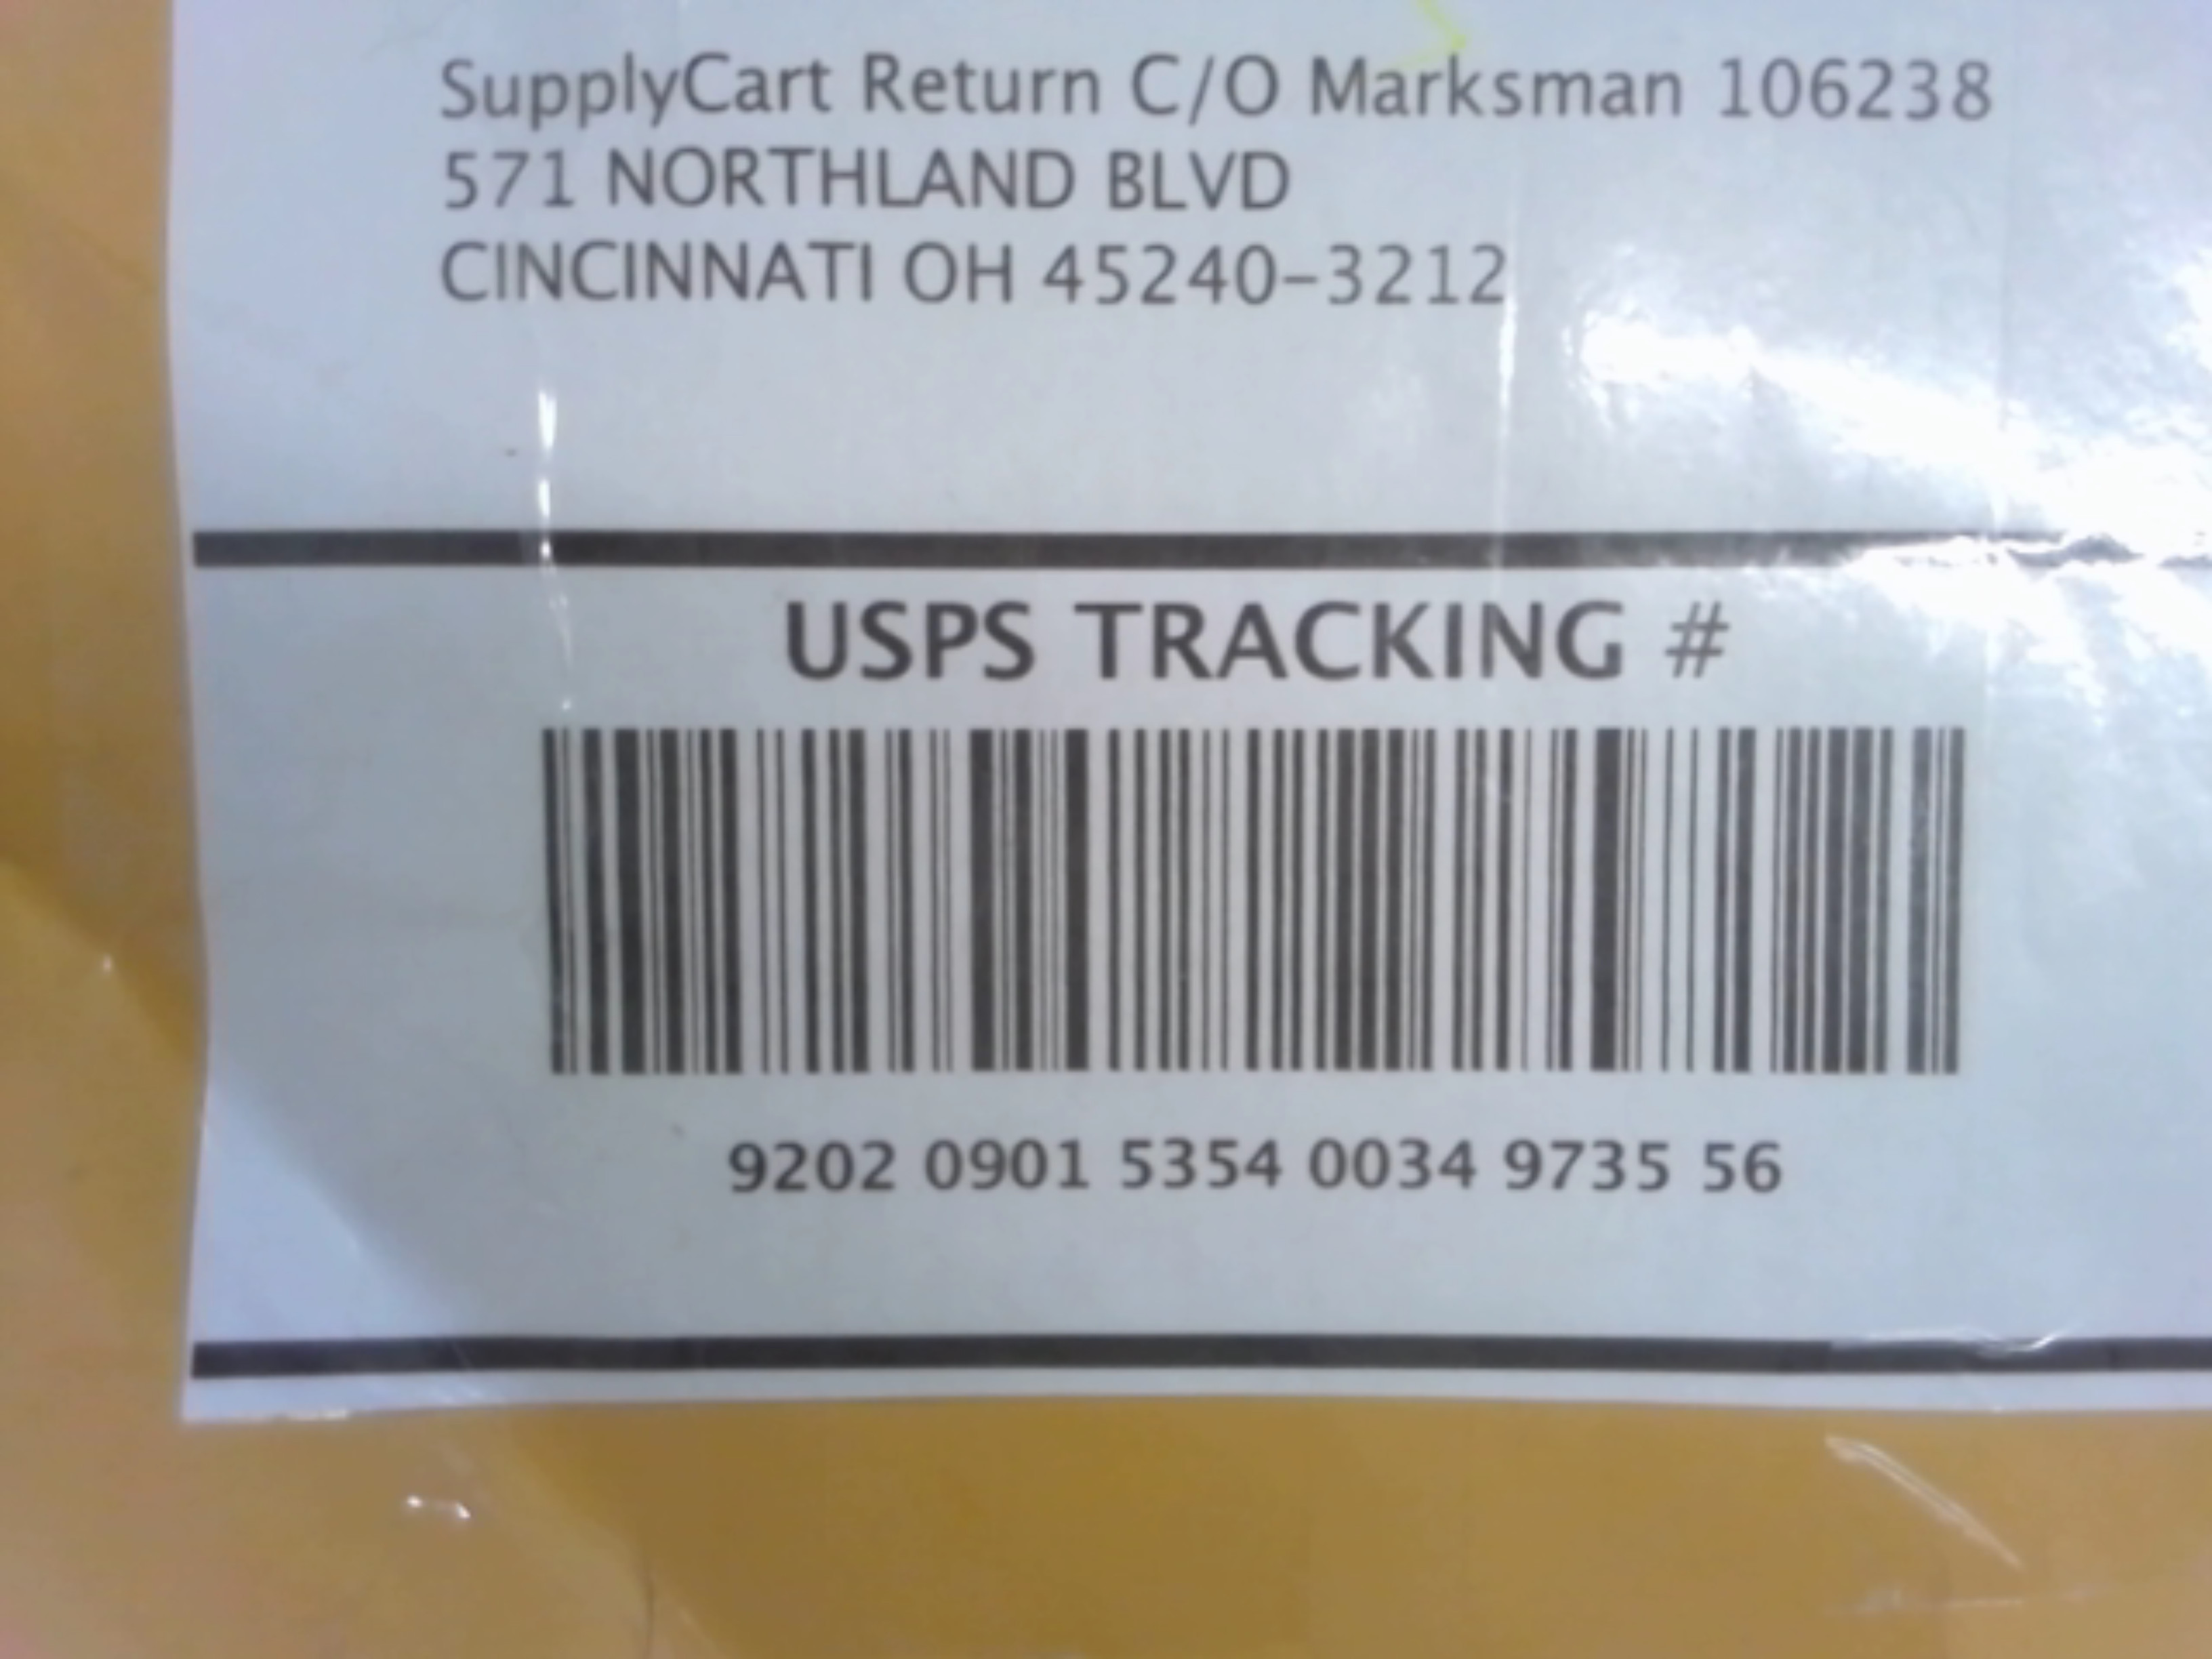 SupplyCart Return C/O Marksman 106238
571 NORTHLAND BLVD
CINCINNATI OH 45240-3212
USPS TRACKING #
9202 0901 5354 0034 9735 56